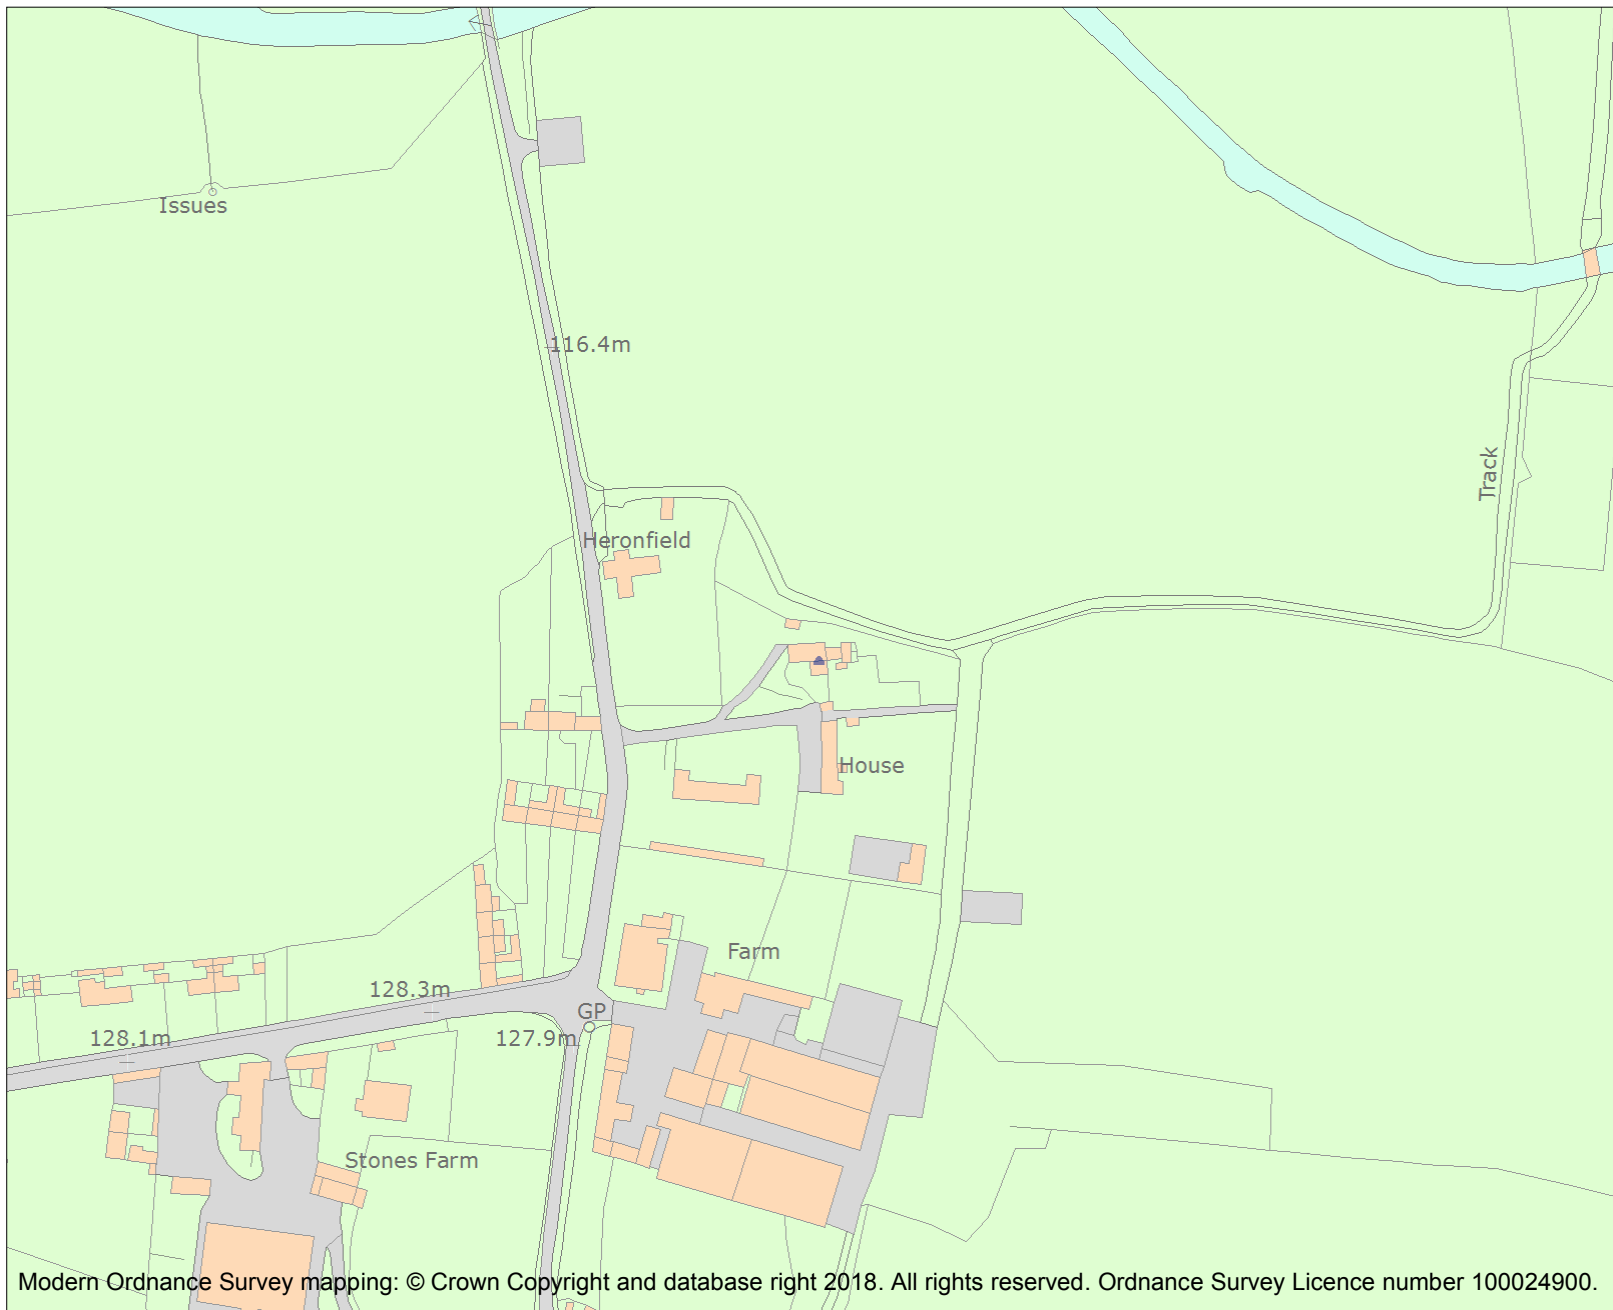 Issues
116.4m
Track
Heronfield
House
Farm
128.3m
GP
128.1m
127.9m
Stones Farm
Modern Ordnance Survey mapping: © Crown Copyright and database right 2018. All rights reserved. Ordnance Survey Licence number 100024900.